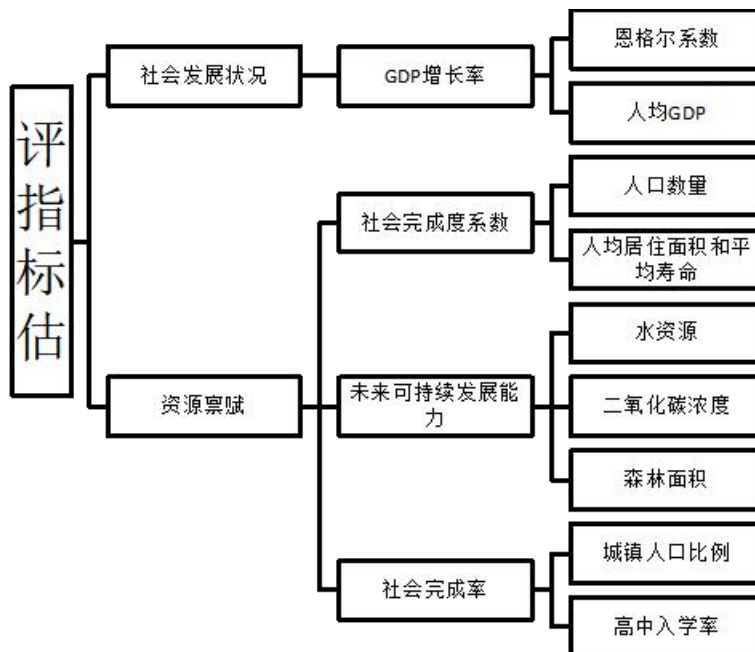 评指标估
社会发展状况
GDP增长率
恩格尔系数
人均GDP
资源禀赋
社会完成度系数
人口数量
人均居住面积和平
均寿命
未来可持续发展能
力
水资源
二氧化碳浓度
森林面积
社会完成率
城镇人口比例
高中入学率